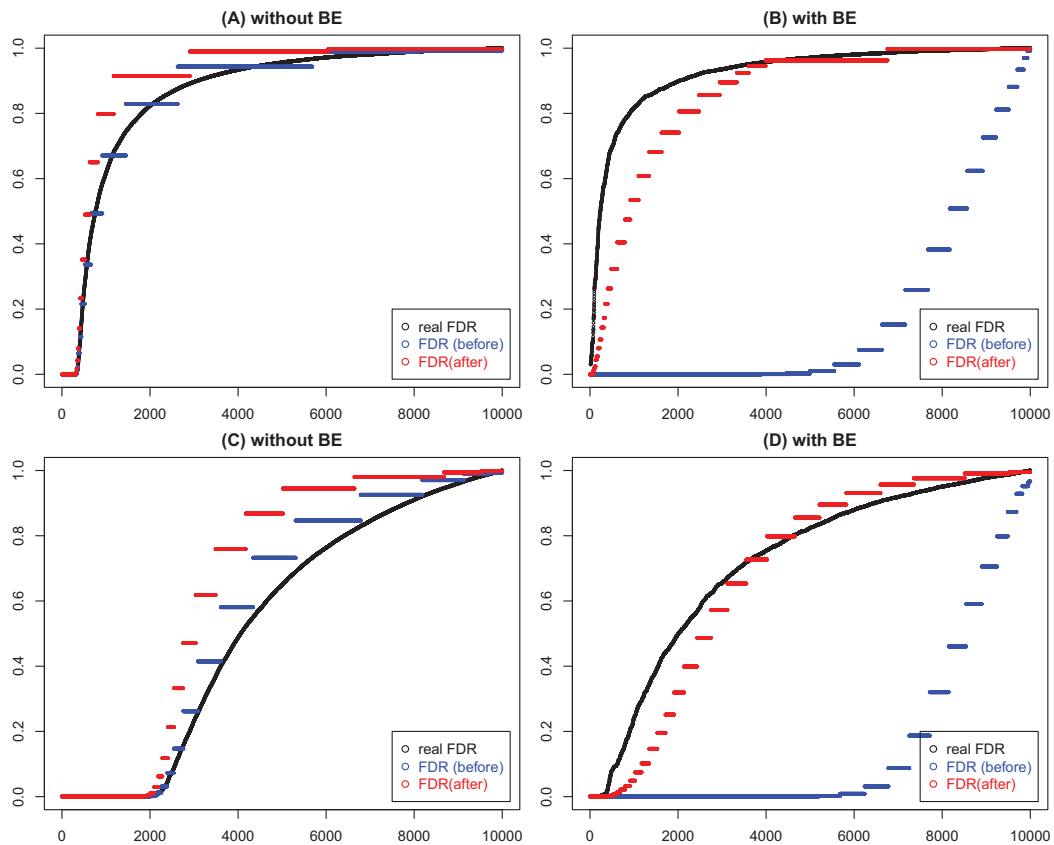 (A) without BE
1.0
0.8
0.6
0.4
0.2
0.0
real FDR
FDR (before)
FDR(after)
0 2000 4000 6000 8000 10000
(B) with BE
1.0
0.8
0.6
0.4
0.2
0.0
real FDR
FDR (before)
FDR(after)
0 2000 4000 6000 8000 10000
(C) without BE
1.0
0.8
0.6
0.4
0.2
0.0
real FDR
FDR (before)
FDR(after)
0 2000 4000 6000 8000 10000
(D) with BE
1.0
0.8
0.6
0.4
0.2
0.0
real FDR
FDR (before)
FDR(after)
0 2000 4000 6000 8000 10000